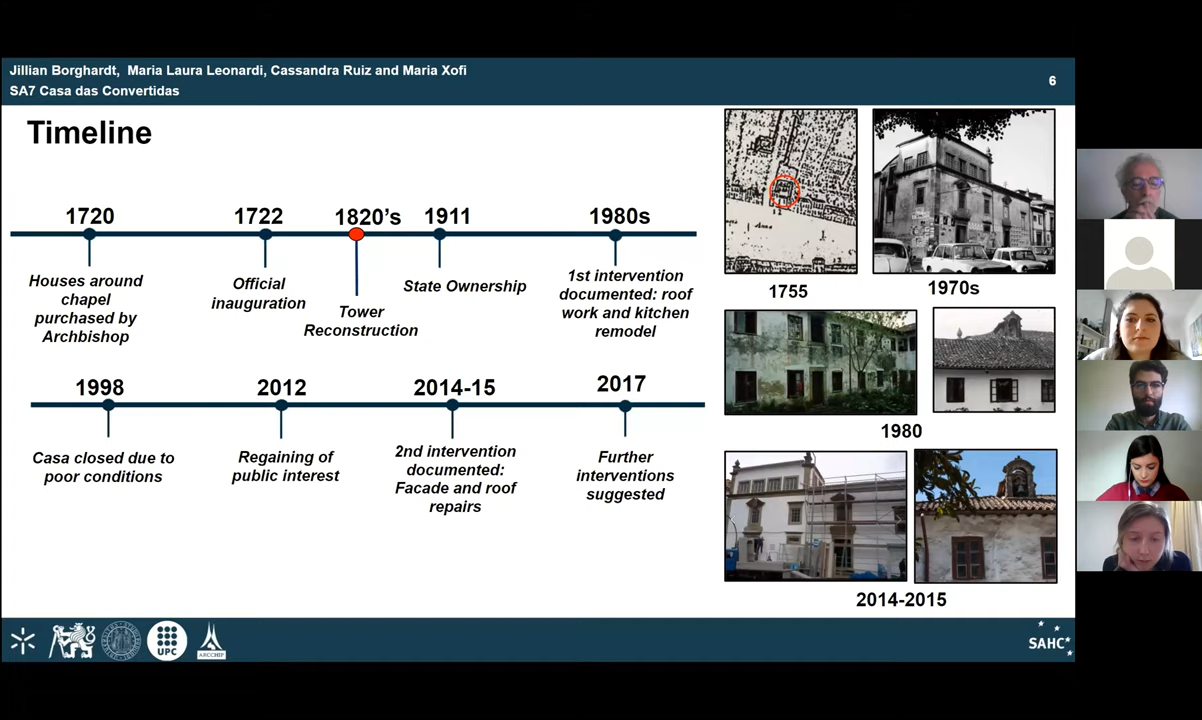 Jillian Borghardt,  Maria Laura Leonardi, Cassandra Ruiz and Maria Xofi
SA7 Casa das Convertidas
6
Timeline
1720
1722
1820's
1911
1980s
Houses around
chapel
purchased by
Archbishop
Official
inauguration
Tower
Reconstruction
State Ownership
1st intervention
documented: roof
work and kitchen
remodel
1998
2012
2014-15
2017
Casa closed due to
poor conditions
Regaining of
public interest
2nd intervention
documented:
Facade and roof
repairs
Further
interventions
suggested
1755
1970s
1980
2014-2015
UPC
ARCCHIP
SAHC